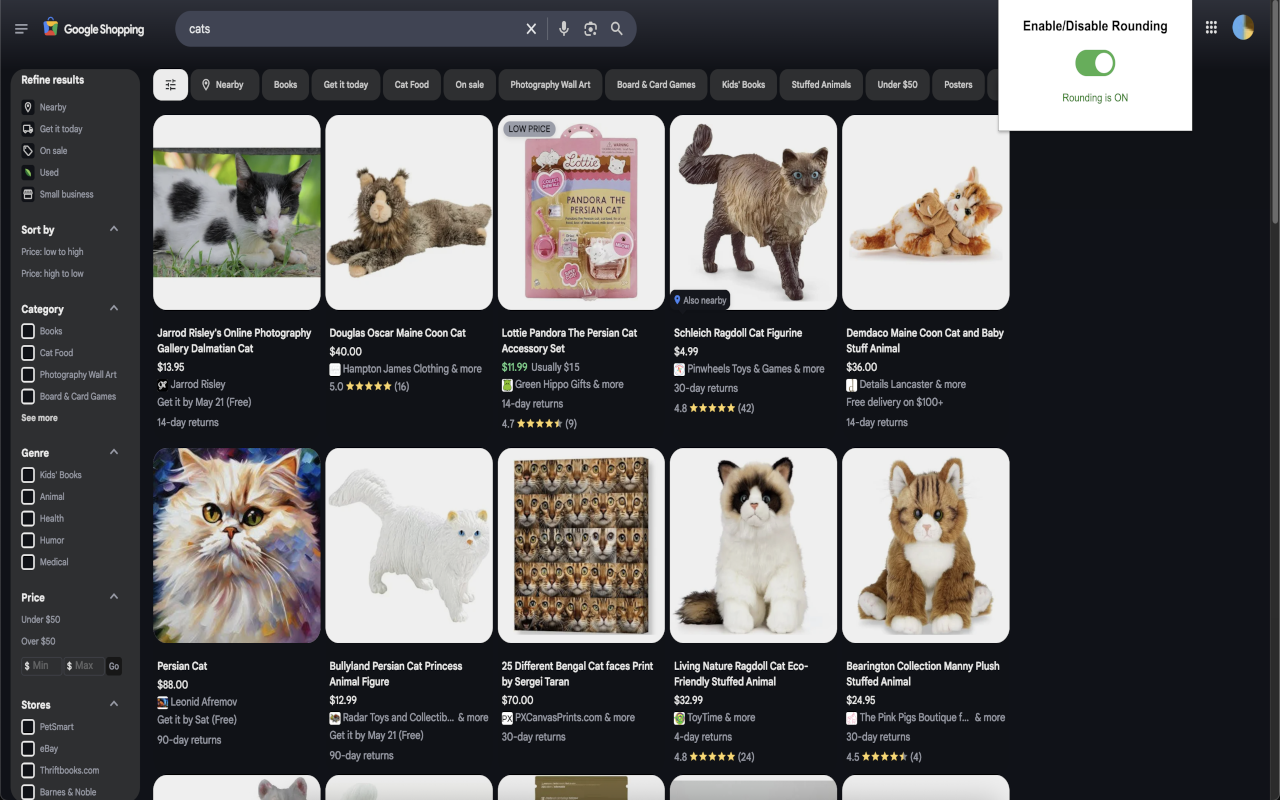 Google Shopping
cats
Enable/Disable Rounding
Rounding is ON
Refine results
Nearby
Get it today
On sale
Used
Small business
Sort by
Price: low to high
Price: high to low
Category
Books
Cat Food
Photography Wall Art
Board & Card Games
See more
Genre
Kids' Books
Animal
Health
Humor
Medical
Price
Under $50
Over $50
$ Min $ Max Go
Stores
PetSmart
eBay
Thriftbooks.com
Barnes & Noble
Nearby Books Get it today Cat Food On sale Photography Wall Art Board & Card Games Kids' Books Stuffed Animals Under $50 Posters
Jarrod Risley's Online Photography
Gallery Dalmatian Cat
$13.95
Jarrod Risley
Get it by May 21 (Free)
14-day returns
Douglas Oscar Maine Coon Cat
$40.00
Hampton James Clothing & more
5.0 ★★★★★ (16)
LOW PRICE
Lottie
PANDORA THE
PERSIAN CAT
Lottie Pandora The Persian Cat
Accessory Set
$11.99 Usually $15
Green Hippo Gifts & more
14-day returns
4.7 ★★★★★ (9)
Also nearby
Schleich Ragdoll Cat Figurine
$4.99
Pinwheels Toys & Games & more
30-day returns
4.8 ★★★★★ (42)
Demdaco Maine Coon Cat and Baby
Stuff Animal
$36.00
Details Lancaster & more
Free delivery on $100+
14-day returns
Persian Cat
$88.00
Leonid Afremov
Get it by Sat (Free)
90-day returns
Bullyland Persian Cat Princess
Animal Figure
$12.99
Radar Toys and Collectib... & more
Get it by May 21 (Free)
90-day returns
25 Different Bengal Cat faces Print
by Sergei Taran
$70.00
PX PXCanvasPrints.com & more
30-day returns
Living Nature Ragdoll Cat Eco-
Friendly Stuffed Animal
$32.99
ToyTime & more
4-day returns
4.8 ★★★★★ (24)
Bearington Collection Manny Plush
Stuffed Animal
$24.95
The Pink Pigs Boutique f... & more
30-day returns
4.5 ★★★★★ (4)